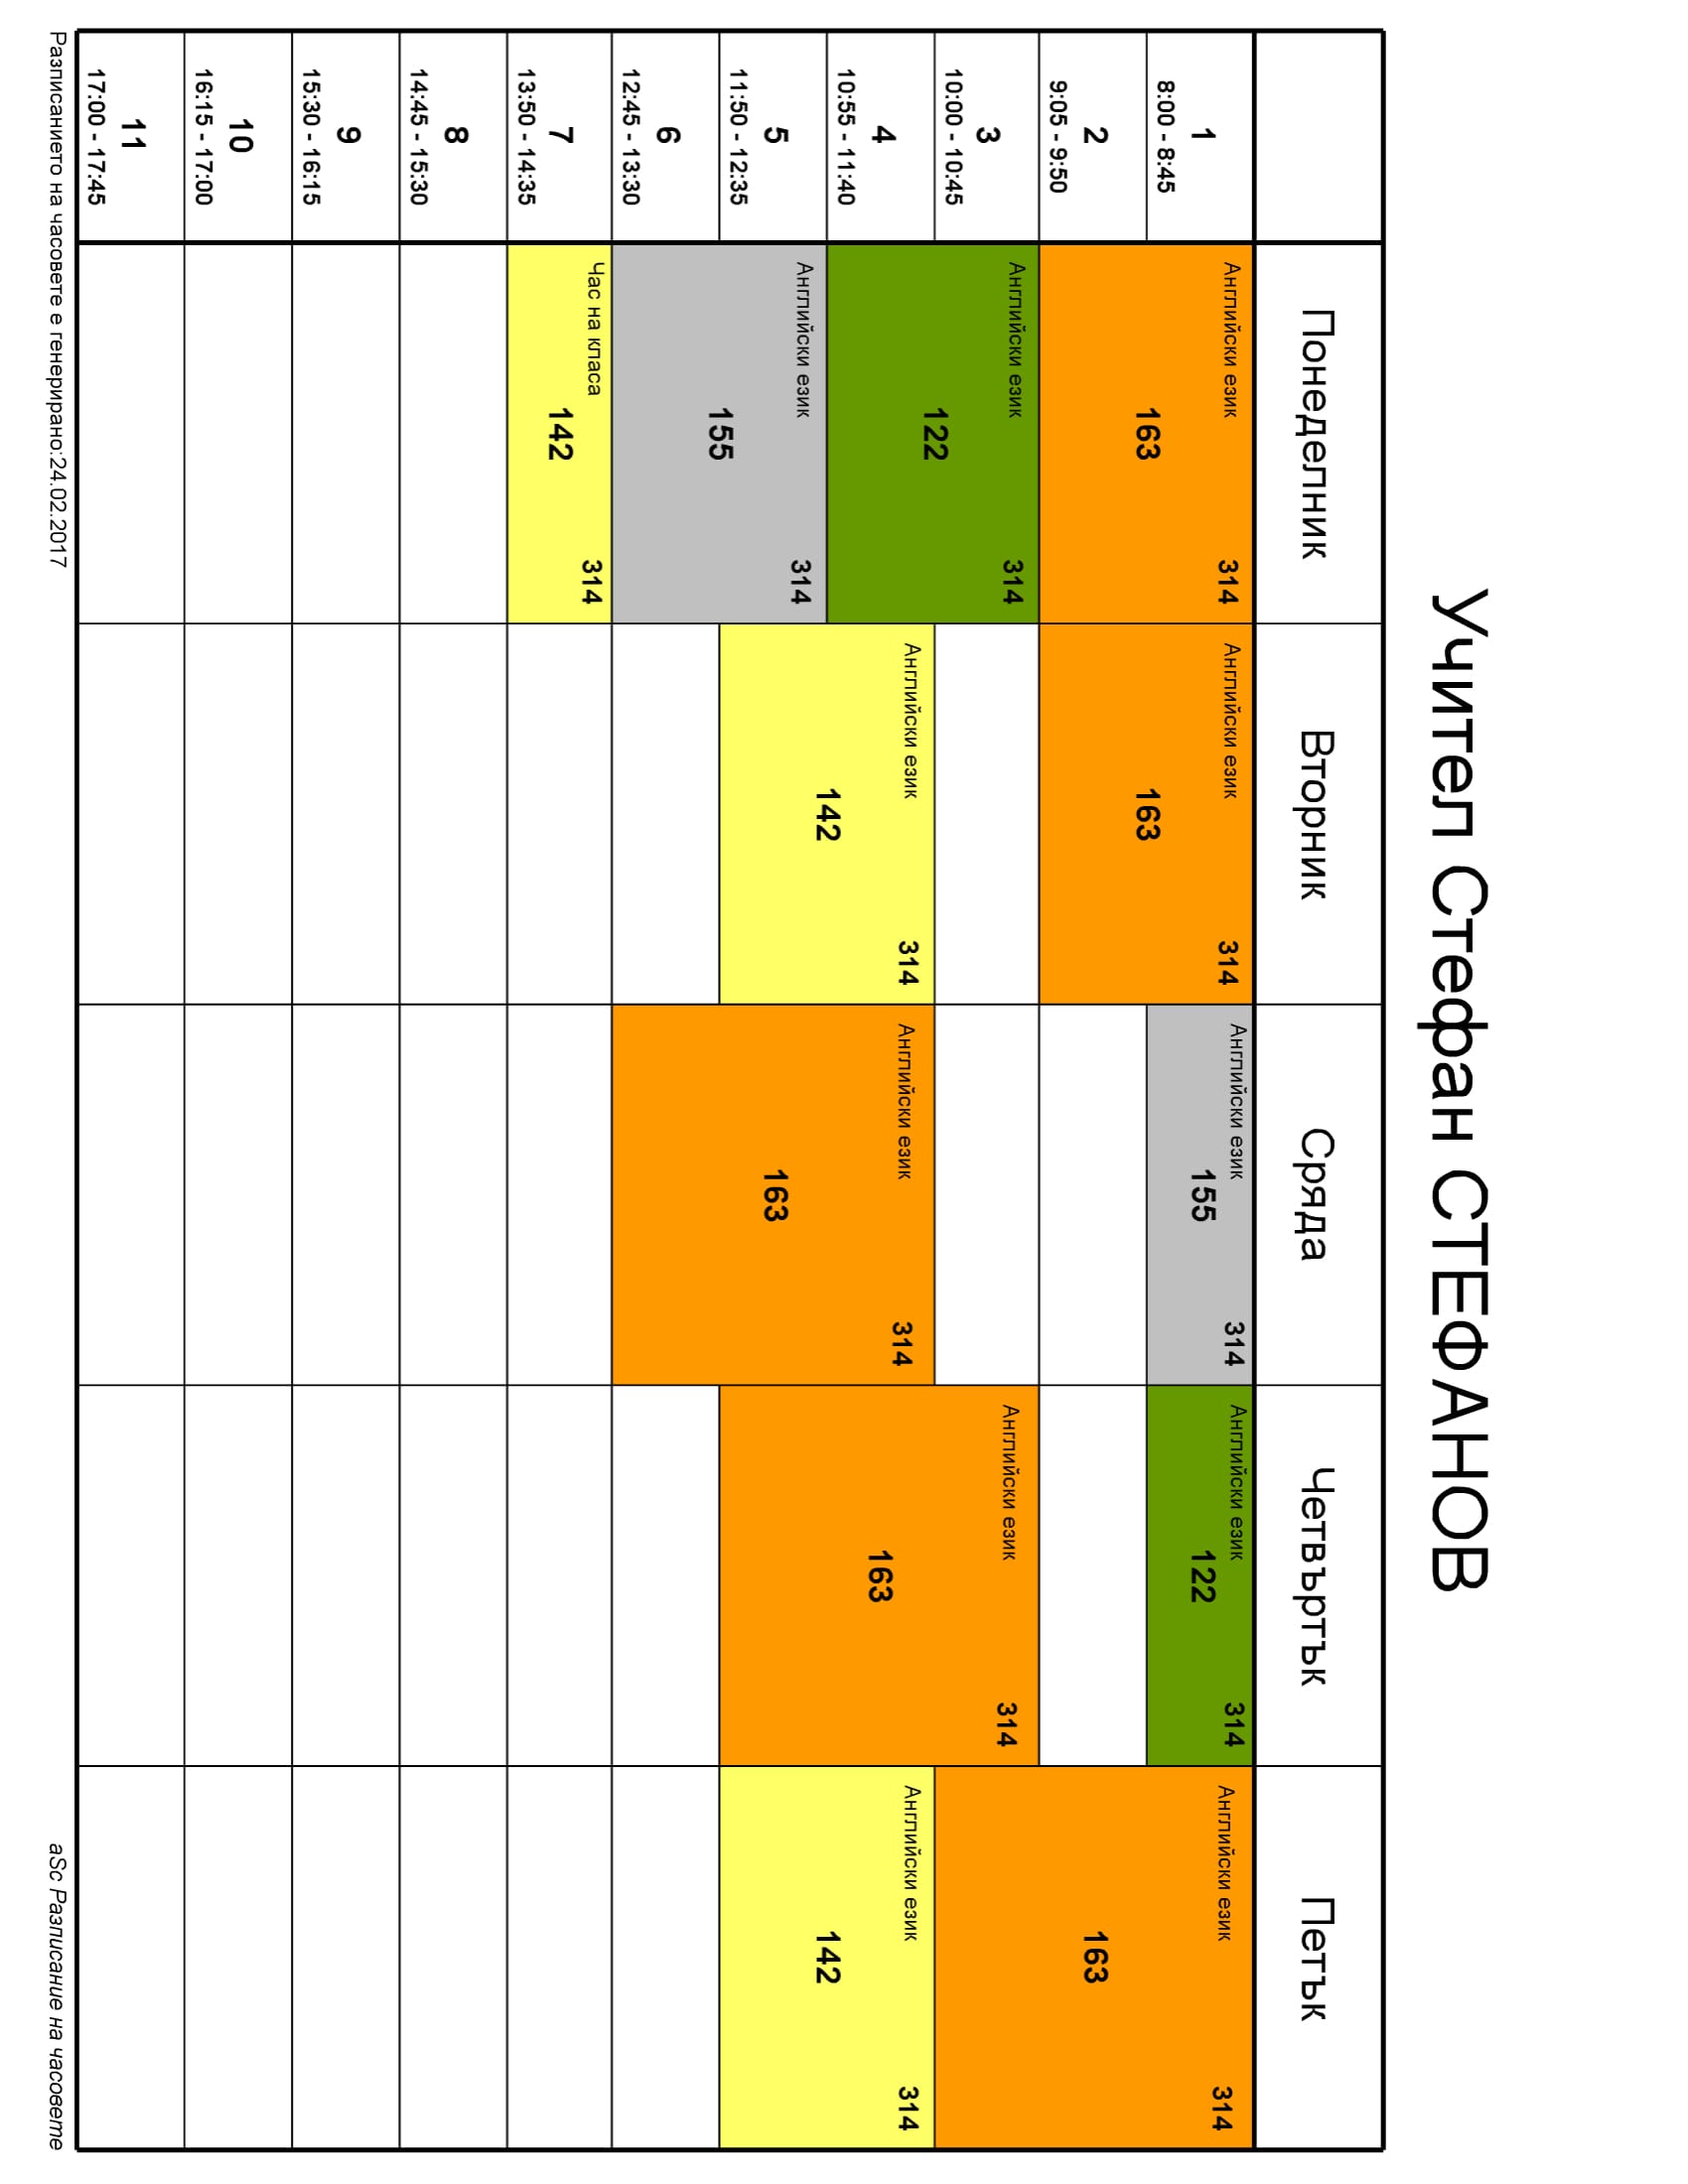 Учител Стефан СТЕФАНОВ
Понеделник
Вторник
Сряда
Четвъртък
Петък
1
8:00 - 8:45
Английски език
163
314
Английски език
163
314
Английски език
155
314
Английски език
122
314
Английски език
163
314
2
9:05 - 9:50
3
10:00 - 10:45
Английски език
122
314
Английски език
163
314
4
10:55 - 11:40
Английски език
142
314
Английски език
163
314
Английски език
142
314
5
11:50 - 12:35
Английски език
155
314
6
12:45 - 13:30
7
13:50 - 14:35
Час на класа
142
314
8
14:45 - 15:30
9
15:30 - 16:15
10
16:15 - 17:00
11
17:00 - 17:45
Разписанието на часовете е генерирано:24.02.2017
aSc Разписание на часовете